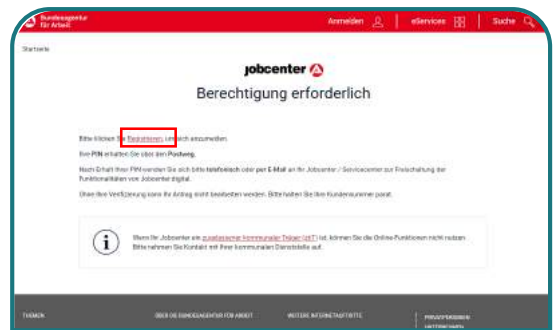 Bundesagentur
für Arbeit
Anmelden
eServices
Suche
Startseite
jobcenter
Berechtigung erforderlich
Bitte klicken Sie Registrieren, um sich anzumelden.
Ihre PIN erhalten Sie über den Postweg.
Nach Erhalt Ihrer PIN wenden Sie sich bitte telefonisch oder per E-Mail an Ihr Jobcenter / Servicecenter zur Freischaltung der
Funktionalitäten von Jobcenter digital.
Ohne Ihre Verifizierung kann Ihr Antrag nicht bearbeitet werden. Bitte halten Sie Ihre Kundennummer parat.
Wenn Ihr Jobcenter ein zugelassener kommunaler Träger (zkT) ist, können Sie die Online-Funktionen nicht nutzen.
Bitte nehmen Sie Kontakt mit Ihrer kommunalen Dienststelle auf.
THEMEN
ÜBER DIE BUNDESAGENTUR FÜR ARBEIT
WEITERE INTERNETAUFTRITTE
PRIVATPERSONEN
UNTERNEHMEN